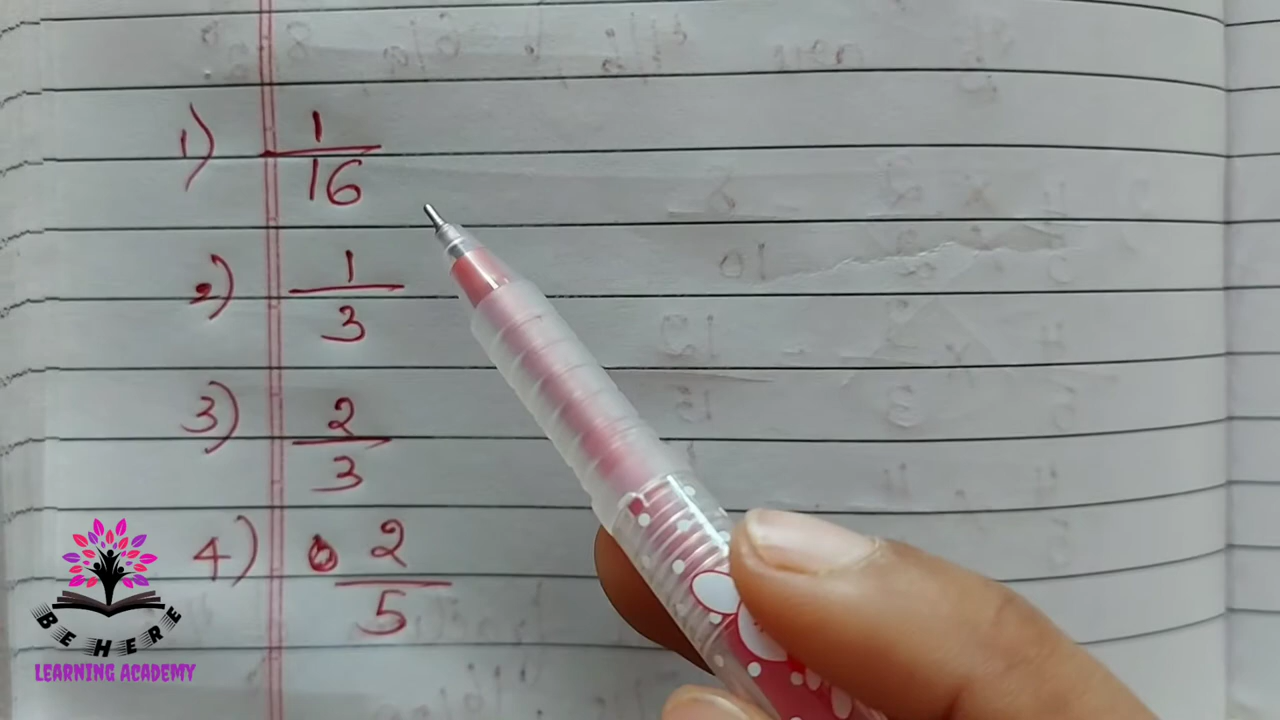 1) 1/16
2) 1/3
3) 2/3
4) 2/5
BE HERE
LEARNING ACADEMY